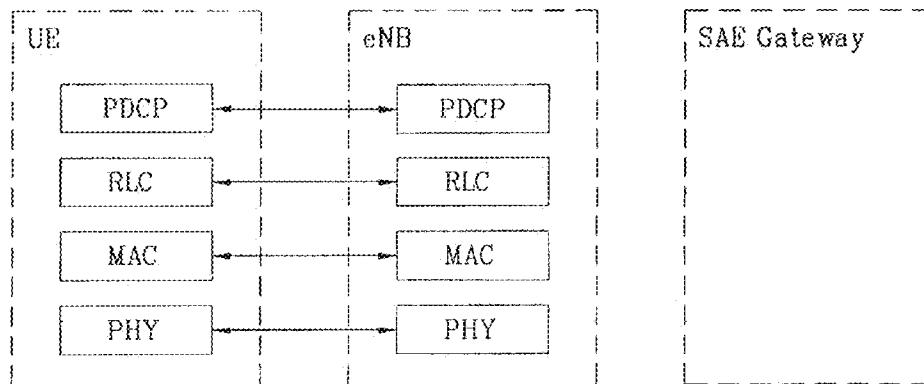 UE eNB SAE Gateway
PDCP PDCP
RLC RLC
MAC MAC
PHY PHY